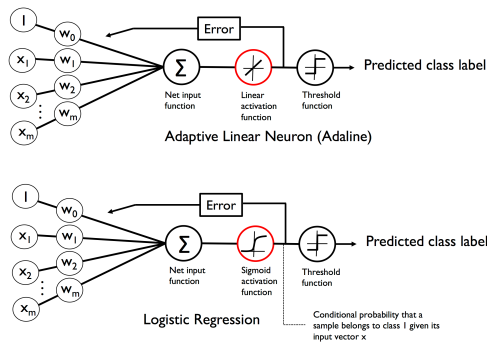 1
w0
Error
x1
w1
Σ
Predicted class label
x2
w2
Net input
function
Linear
activation
function
Threshold
function
xm
wm
Adaptive Linear Neuron (Adaline)
1
w0
Error
x1
w1
Σ
Predicted class label
x2
w2
Net input
function
Sigmoid
activation
function
Threshold
function
xm
wm
Logistic Regression
Conditional probability that a
sample belongs to class 1 given its
input vector x